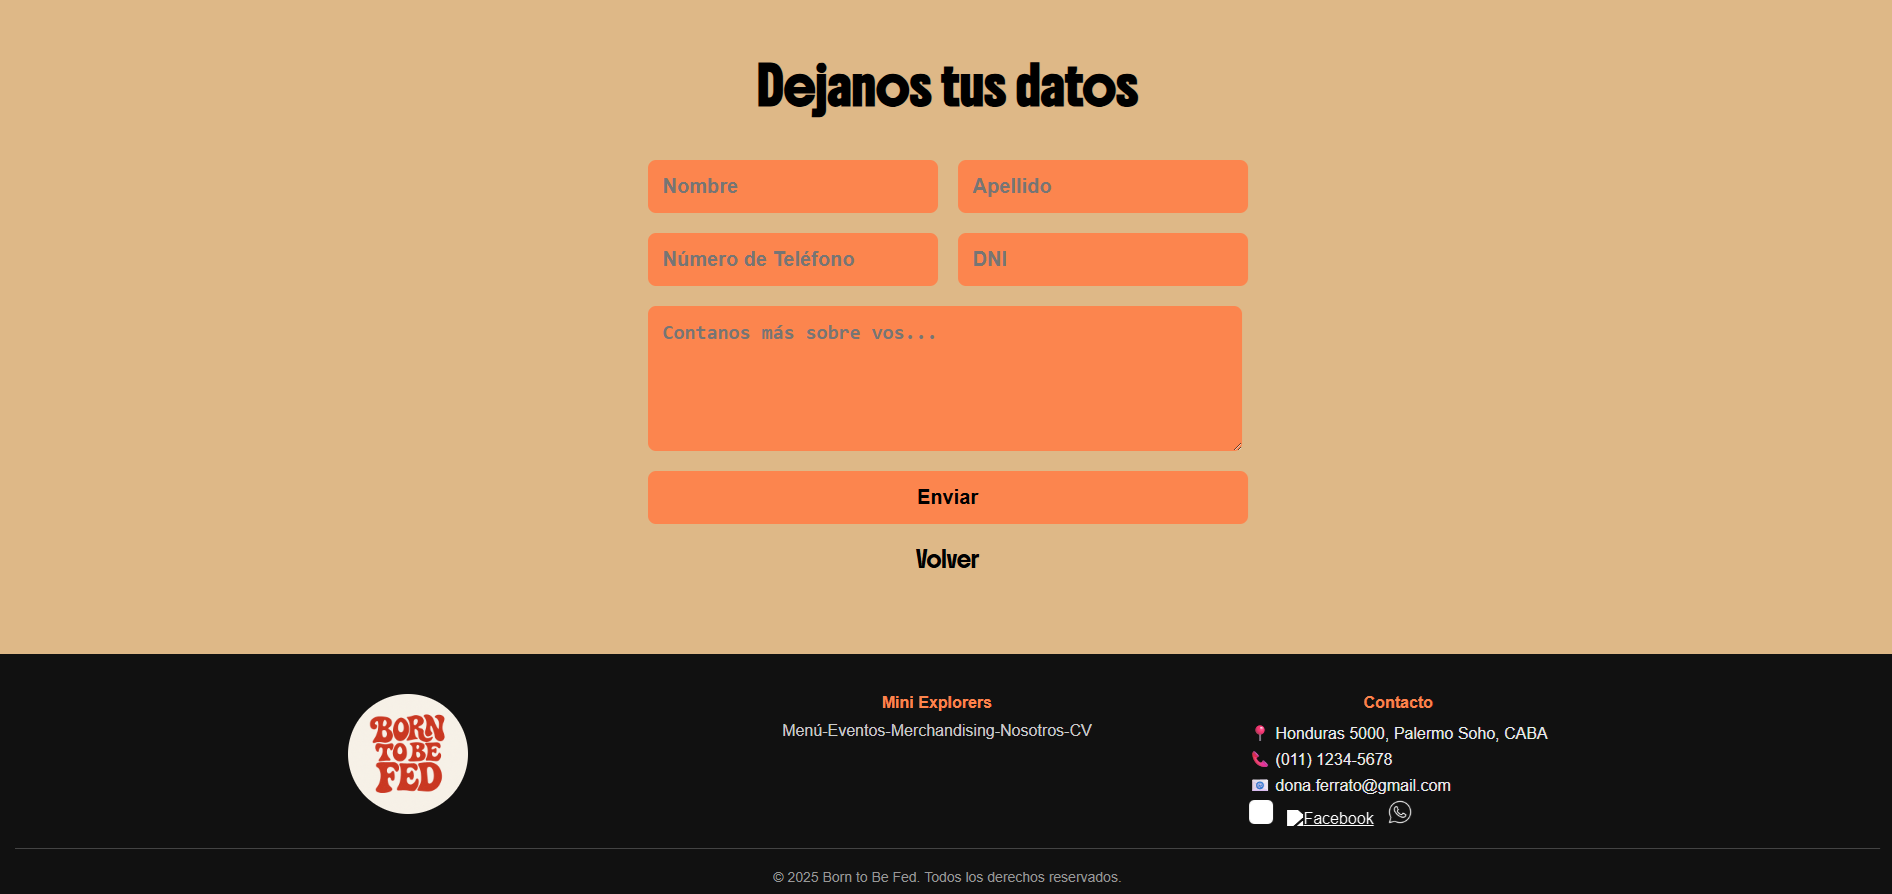 Dejanos tus datos
Nombre
Apellido
Número de Teléfono
DNI
Contanos más sobre vos...
Enviar
Volver
BORN
TO BE
FED
Mini Explorers
Menú-Eventos-Merchandising-Nosotros-CV
Contacto
Honduras 5000, Palermo Soho, CABA
(011) 1234-5678
dona.ferrato@gmail.com
Facebook
© 2025 Born to Be Fed. Todos los derechos reservados.